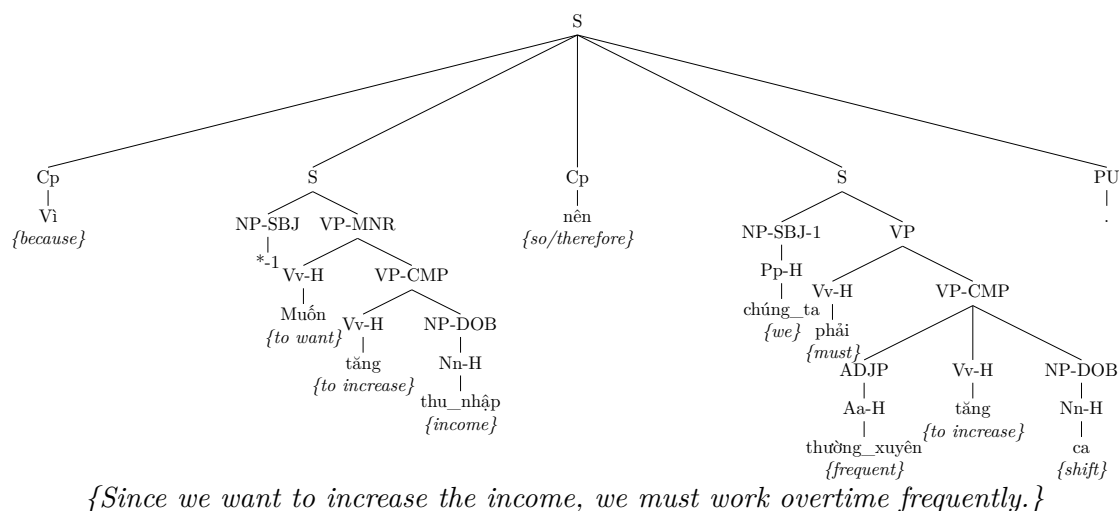 S
Cp S Cp S PU
Vì nên .
{because} {so/therefore}
NP-SBJ VP-MNR NP-SBJ-1 VP
*-1 Vv-H VP-CMP Pp-H Vv-H VP-CMP
Muốn chúng_ta phải
{to want} {we} {must}
Vv-H NP-DOB ADJP Vv-H NP-DOB
tăng Nn-H Aa-H tăng Nn-H
{to increase} thu_nhập thường_xuyên {to increase} ca
{income} {frequent} {shift}
{Since we want to increase the income, we must work overtime frequently.}